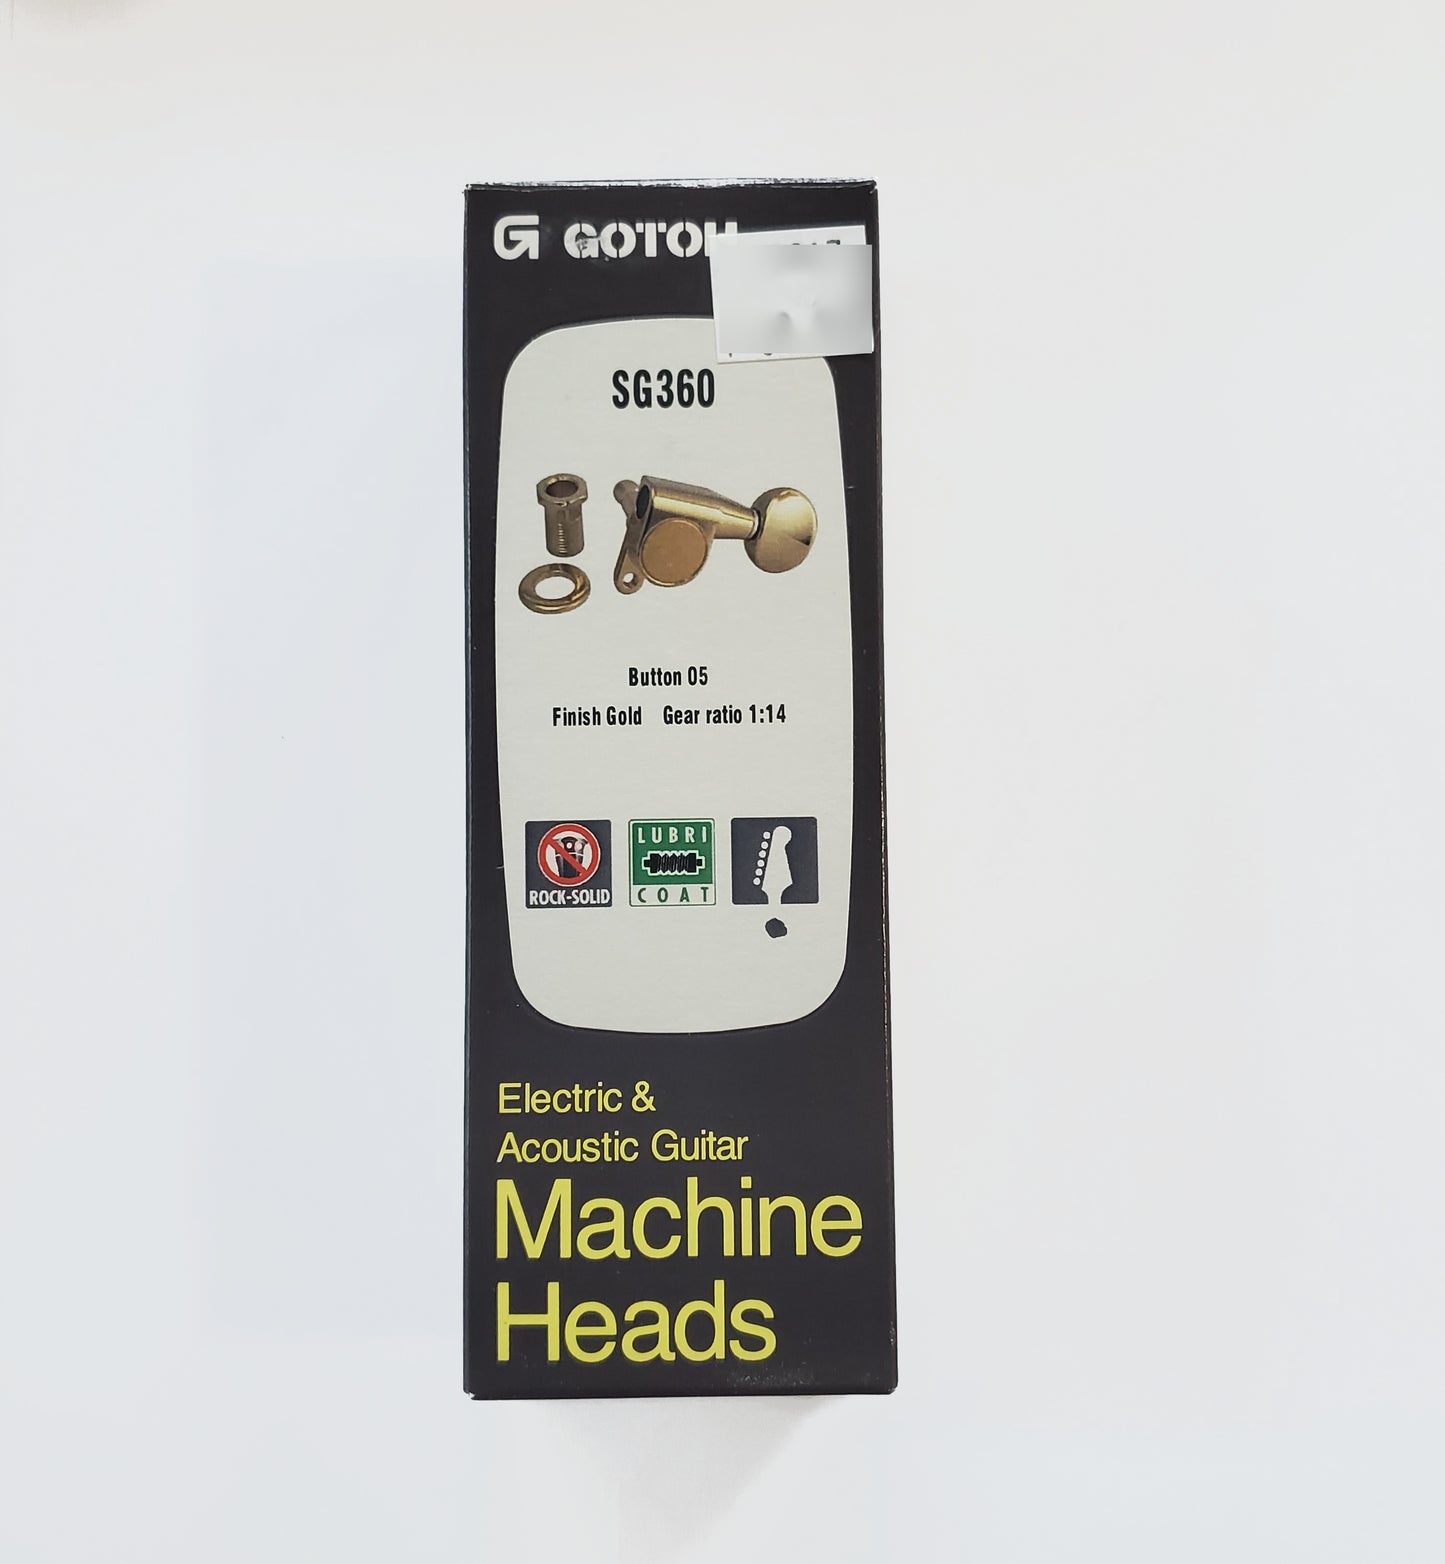 G GOTOH
SG360
Button 05
Finish Gold Gear ratio 1:14
ROCK-SOLID
LUBRI
COAT
Electric &
Acoustic Guitar
Machine
Heads